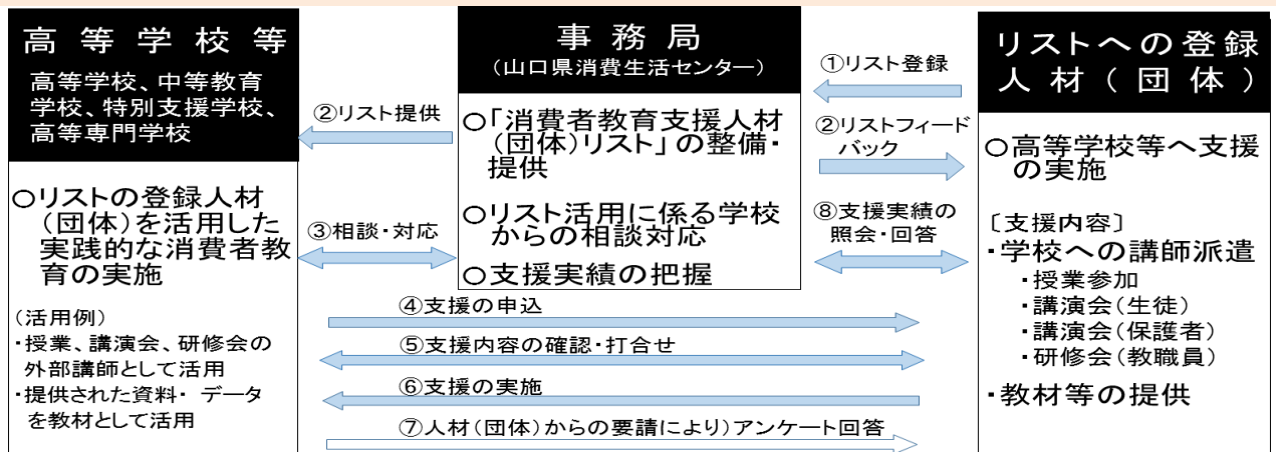 高等学校等
高等学校、中等教育
学校、特別支援学校、
高等専門学校
○リストの登録人材
(団体)を活用した
実践的な消費者教
育の実施
(活用例)
・授業、講演会、研修会の
外部講師として活用
・提供された資料・データ
を教材として活用
②リスト提供
③相談・対応
事務局
(山口県消費生活センター)
○「消費者教育支援人材
(団体)リスト」の整備・
提供
○リスト活用に係る学校
からの相談対応
○支援実績の把握
①リスト登録
②リストフィード
バック
⑧支援実績の
照会・回答
リストへの登録
人材(団体)
○高等学校等へ支援
の実施
〔支援内容〕
・学校への講師派遣
・授業参加
・講演会(生徒)
・講演会(保護者)
・研修会(教職員)
・教材等の提供
④支援の申込
⑤支援内容の確認・打合せ
⑥支援の実施
⑦人材(団体)からの要請により)アンケート回答